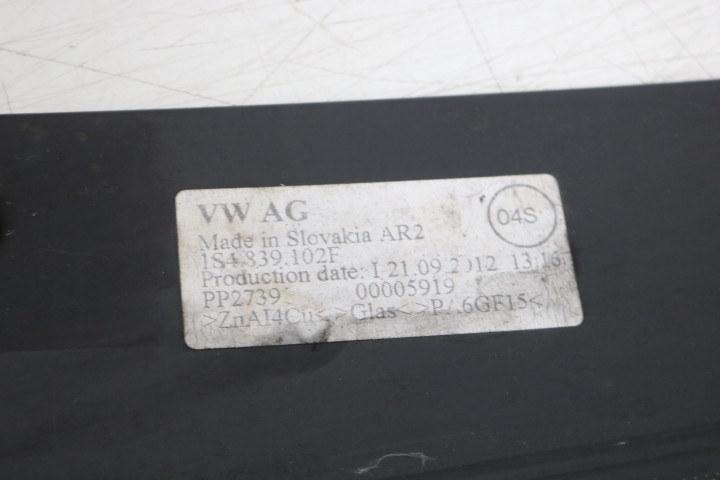 VW AG
04S
Made in Slovakia AR2
1S4.839.102F
Production date: I 21.09.2012 13:16
PP2739 00005919
>ZnAl4Cu< >Glas< >PA6GF15<